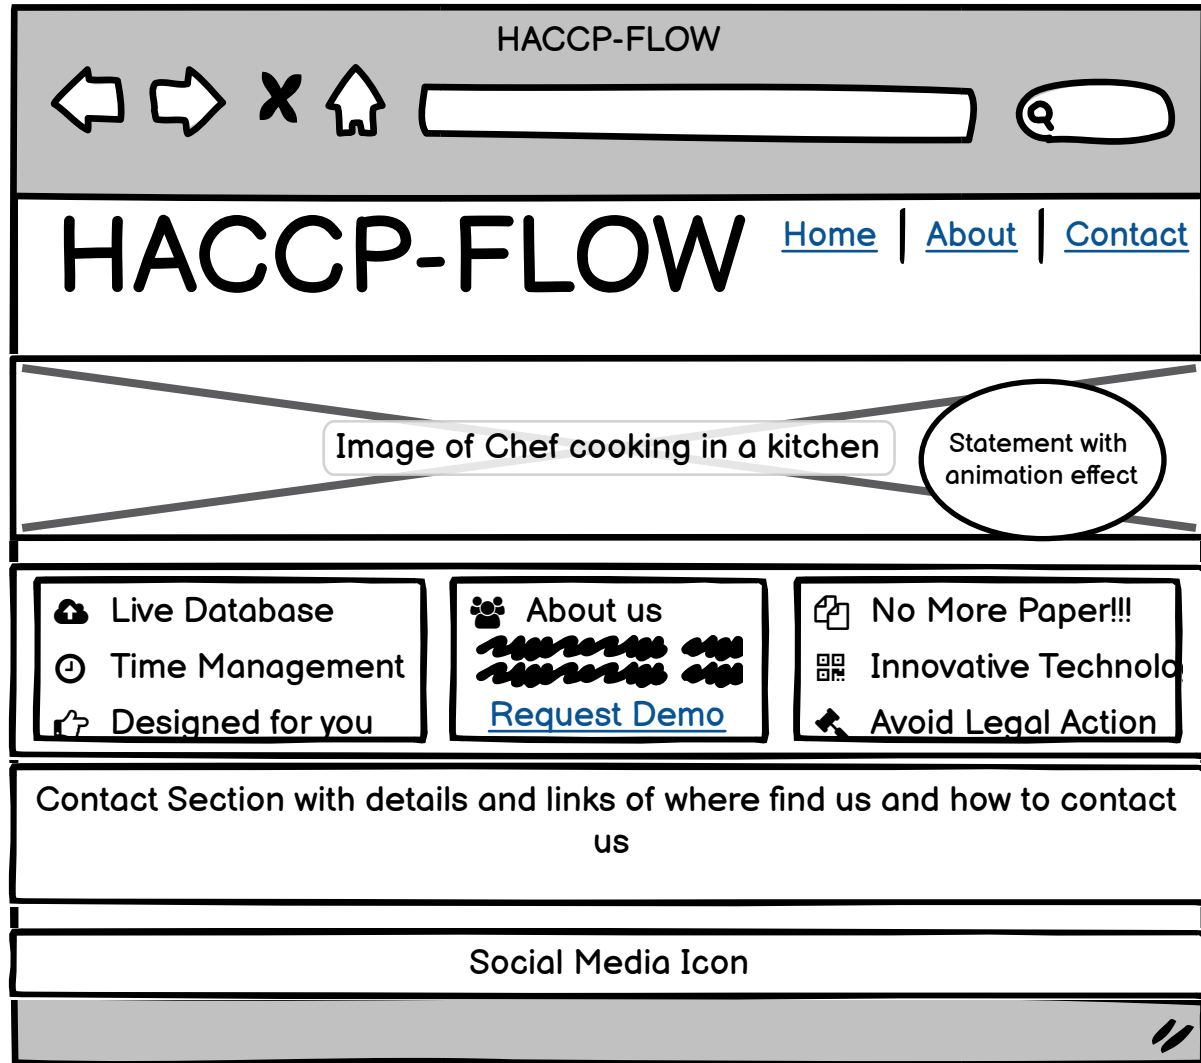 HACCP-FLOW
HACCP-FLOW
Home | About | Contact
Image of Chef cooking in a kitchen
Statement with
animation effect
Live Database
Time Management
Designed for you
About us
Request Demo
No More Paper!!!
Innovative Technolo
Avoid Legal Action
Contact Section with details and links of where find us and how to contact
us
Social Media Icon